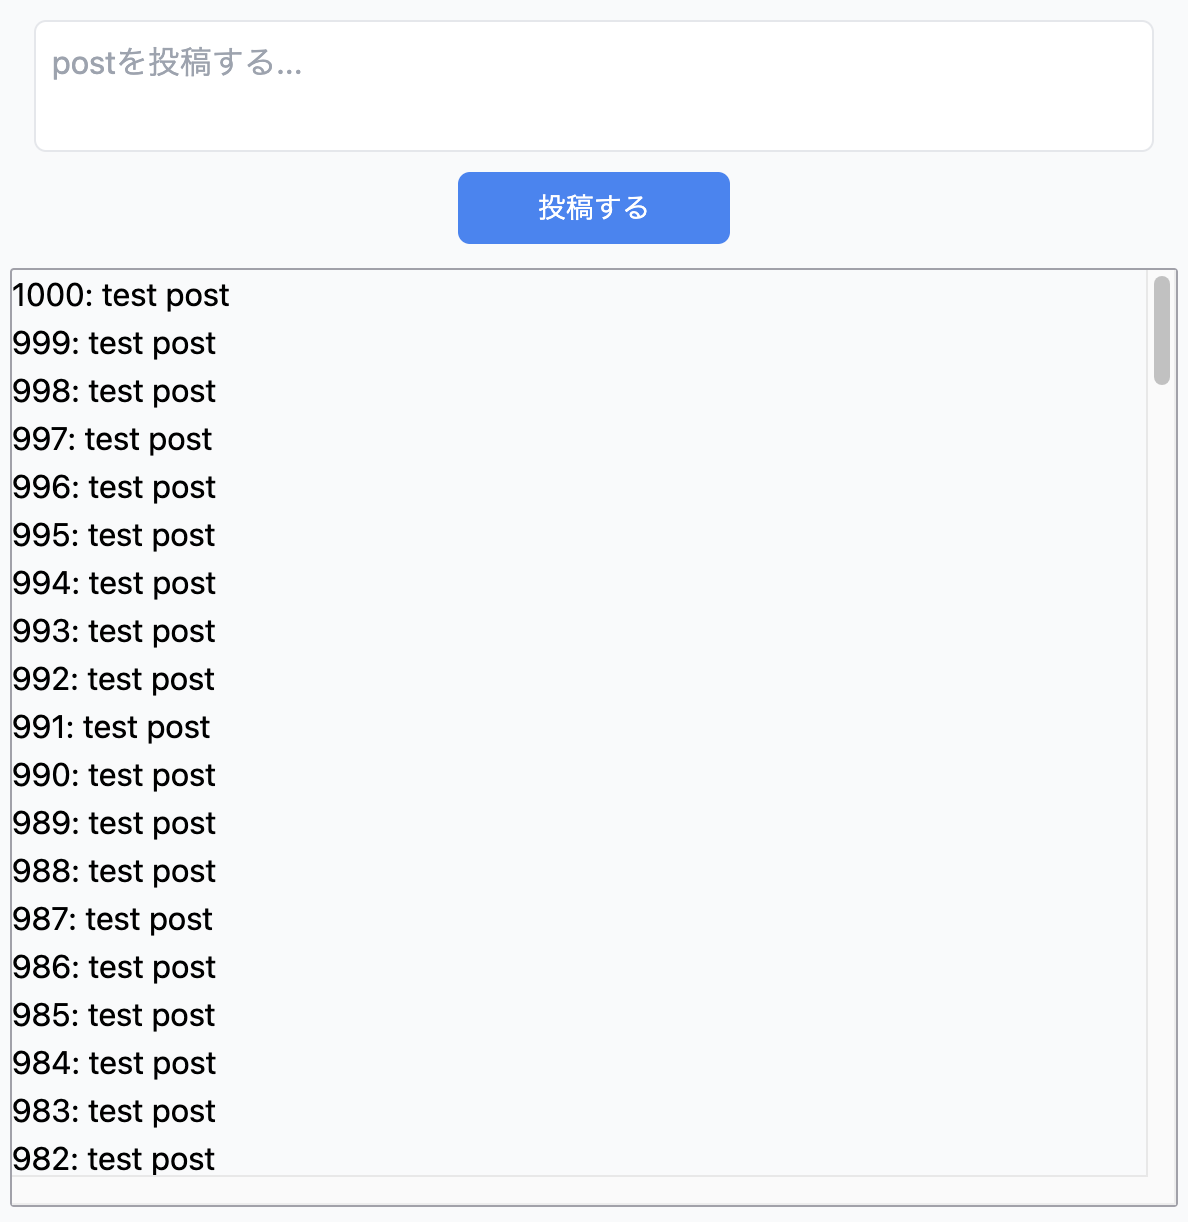 postを投稿する...
投稿する
1000: test post
999: test post
998: test post
997: test post
996: test post
995: test post
994: test post
993: test post
992: test post
991: test post
990: test post
989: test post
988: test post
987: test post
986: test post
985: test post
984: test post
983: test post
982: test post